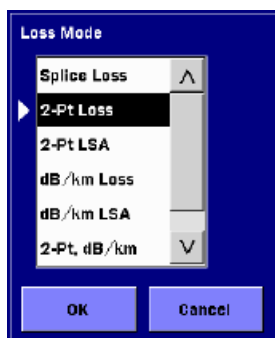 Loss Mode
Splice Loss
2-Pt Loss
2-Pt LSA
dB/km Loss
dB/km LSA
2-Pt, dB/km
OK
Cancel